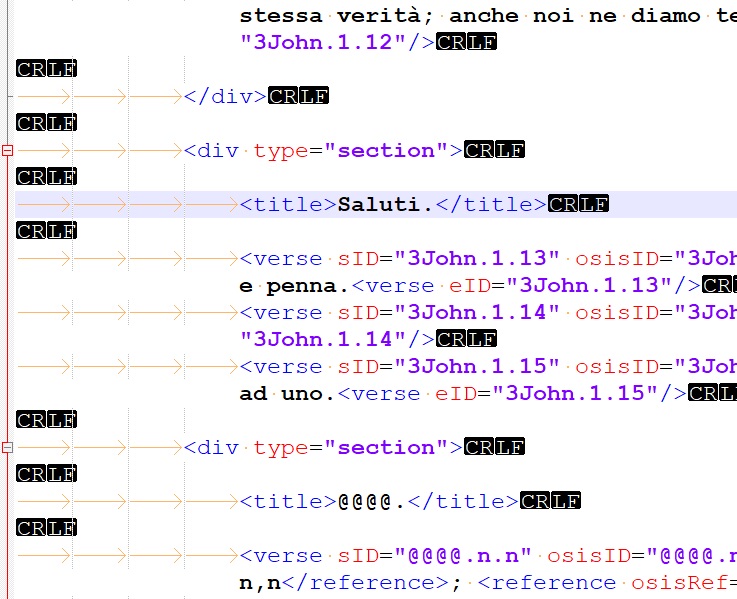 stessa verità; anche noi ne diamo te
"3John.1.12"/>CRLF
CRLF
</div>CRLF
CRLF
<div type="section">CRLF
CRLF
<title>Saluti.</title>CRLF
CRLF
<verse sID="3John.1.13" osisID="3Joh
e penna.<verse eID="3John.1.13"/>CRL
<verse sID="3John.1.14" osisID="3Joh
"3John.1.14"/>CRLF
<verse sID="3John.1.15" osisID="3Joh
ad uno.<verse eID="3John.1.15"/>CRL
CRLF
<div type="section">CRLF
CRLF
<title>@@@@.</title>CRLF
CRLF
<verse sID="@@@@.n.n" osisID="@@@@.n
n,n</reference>; <reference osisRef=